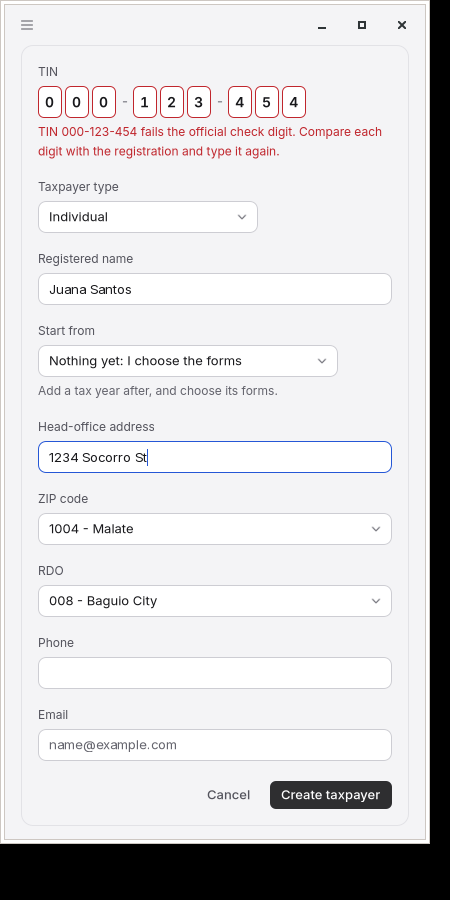 TIN
0 0 0 - 1 2 3 - 4 5 4
TIN 000-123-454 fails the official check digit. Compare each
digit with the registration and type it again.
Taxpayer type
Individual
Registered name
Juana Santos
Start from
Nothing yet: I choose the forms
Add a tax year after, and choose its forms.
Head-office address
1234 Socorro St
ZIP code
1004 - Malate
RDO
008 - Baguio City
Phone
Email
name@example.com
Cancel Create taxpayer